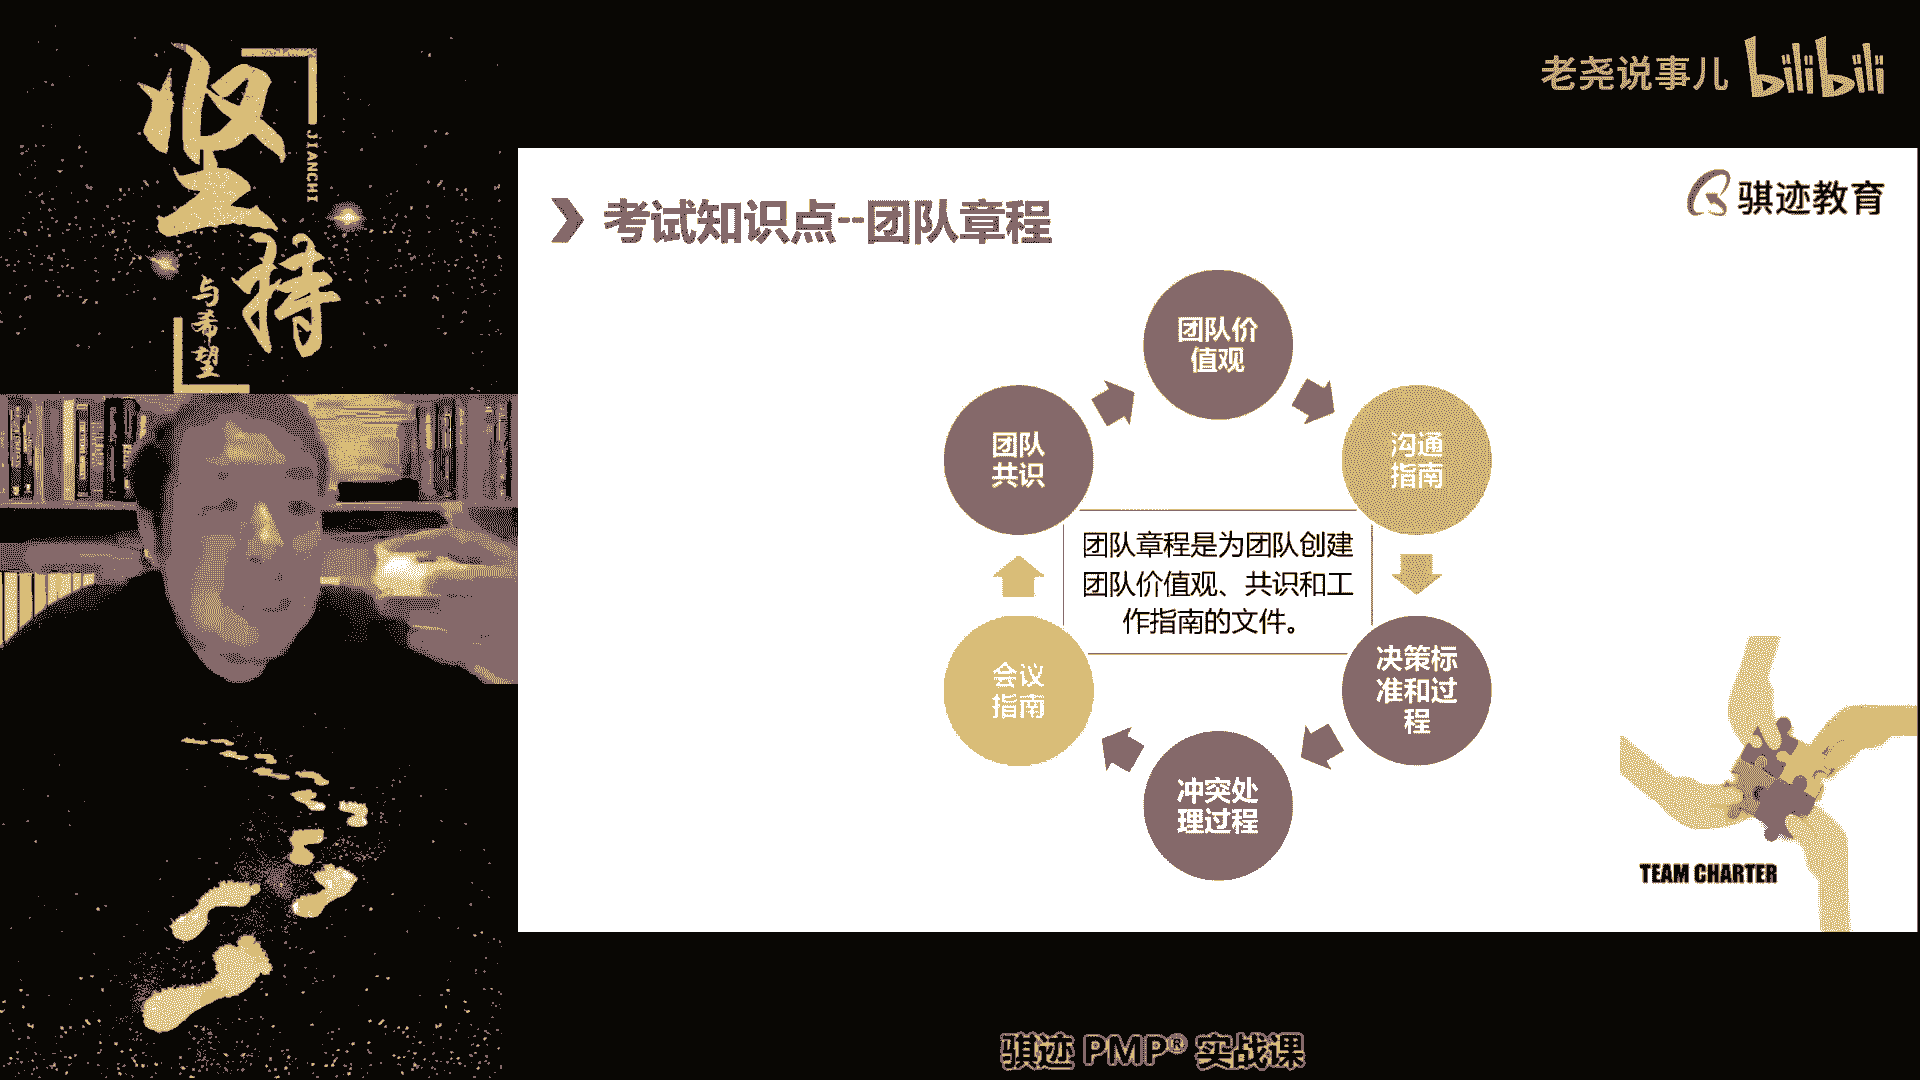 坚持
JIANCHI
与希望
老尧说事儿 bilibili
骐迹教育
考试知识点--团队章程
团队价
值观
沟通
指南
决策标
准和过
程
冲突处
理过程
会议
指南
团队
共识
团队章程是为团队创建
团队价值观、共识和工
作指南的文件。
TEAM CHARTER
骐迹 PMP® 实战课